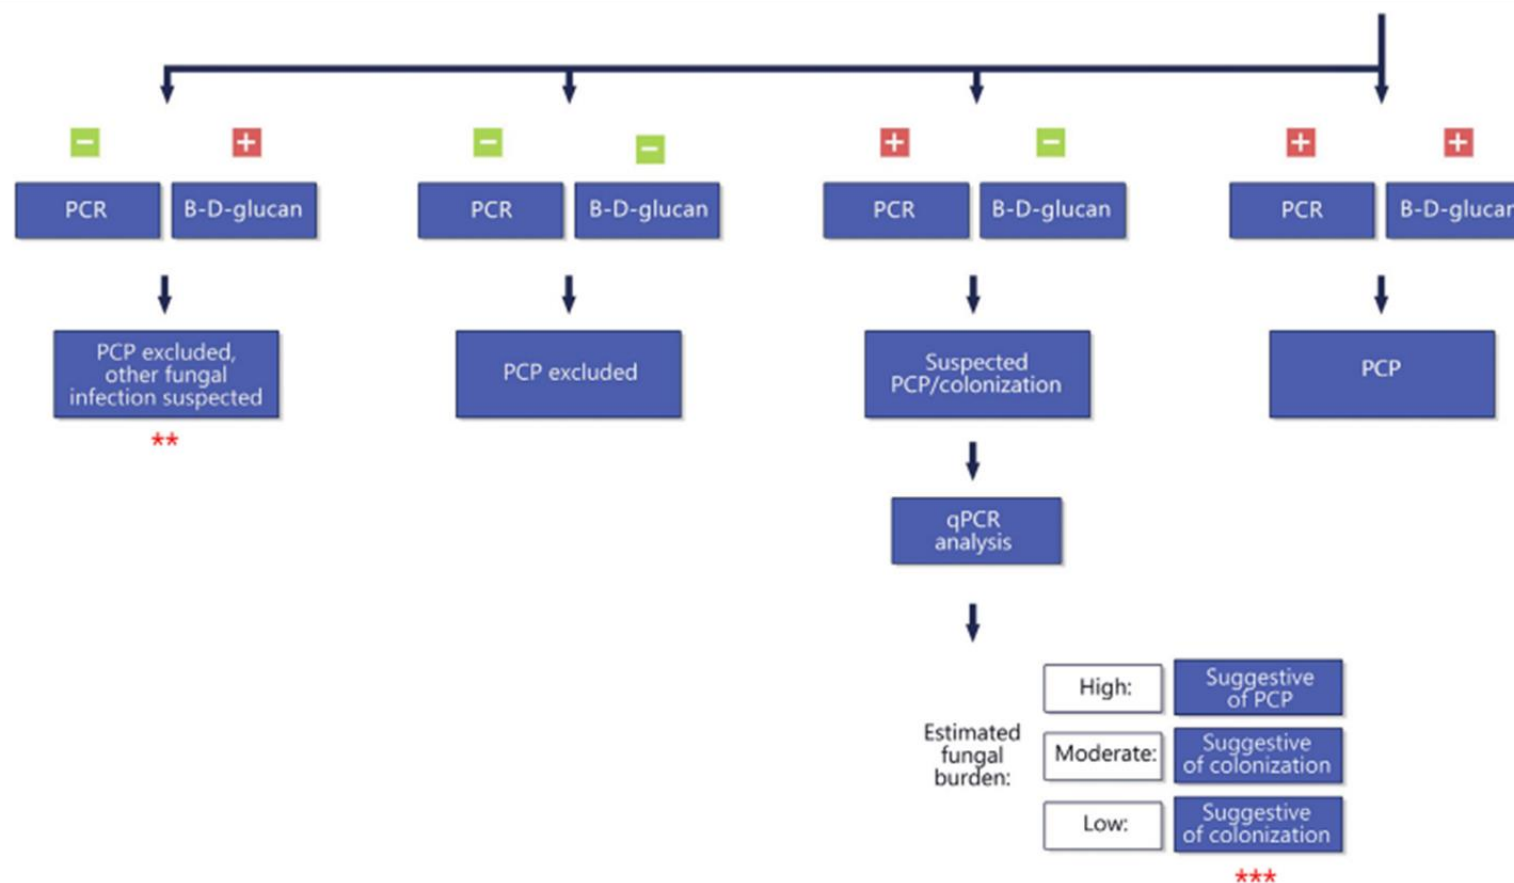 − +
PCR B-D-glucan
PCP excluded,
other fungal
infection suspected
**
− −
PCR B-D-glucan
PCP excluded
+ −
PCR B-D-glucan
Suspected
PCP/colonization
qPCR
analysis
Estimated
fungal
burden:
High:
Suggestive
of PCP
Moderate:
Suggestive
of colonization
Low:
Suggestive
of colonization
***
+ +
PCR B-D-glucan
PCP